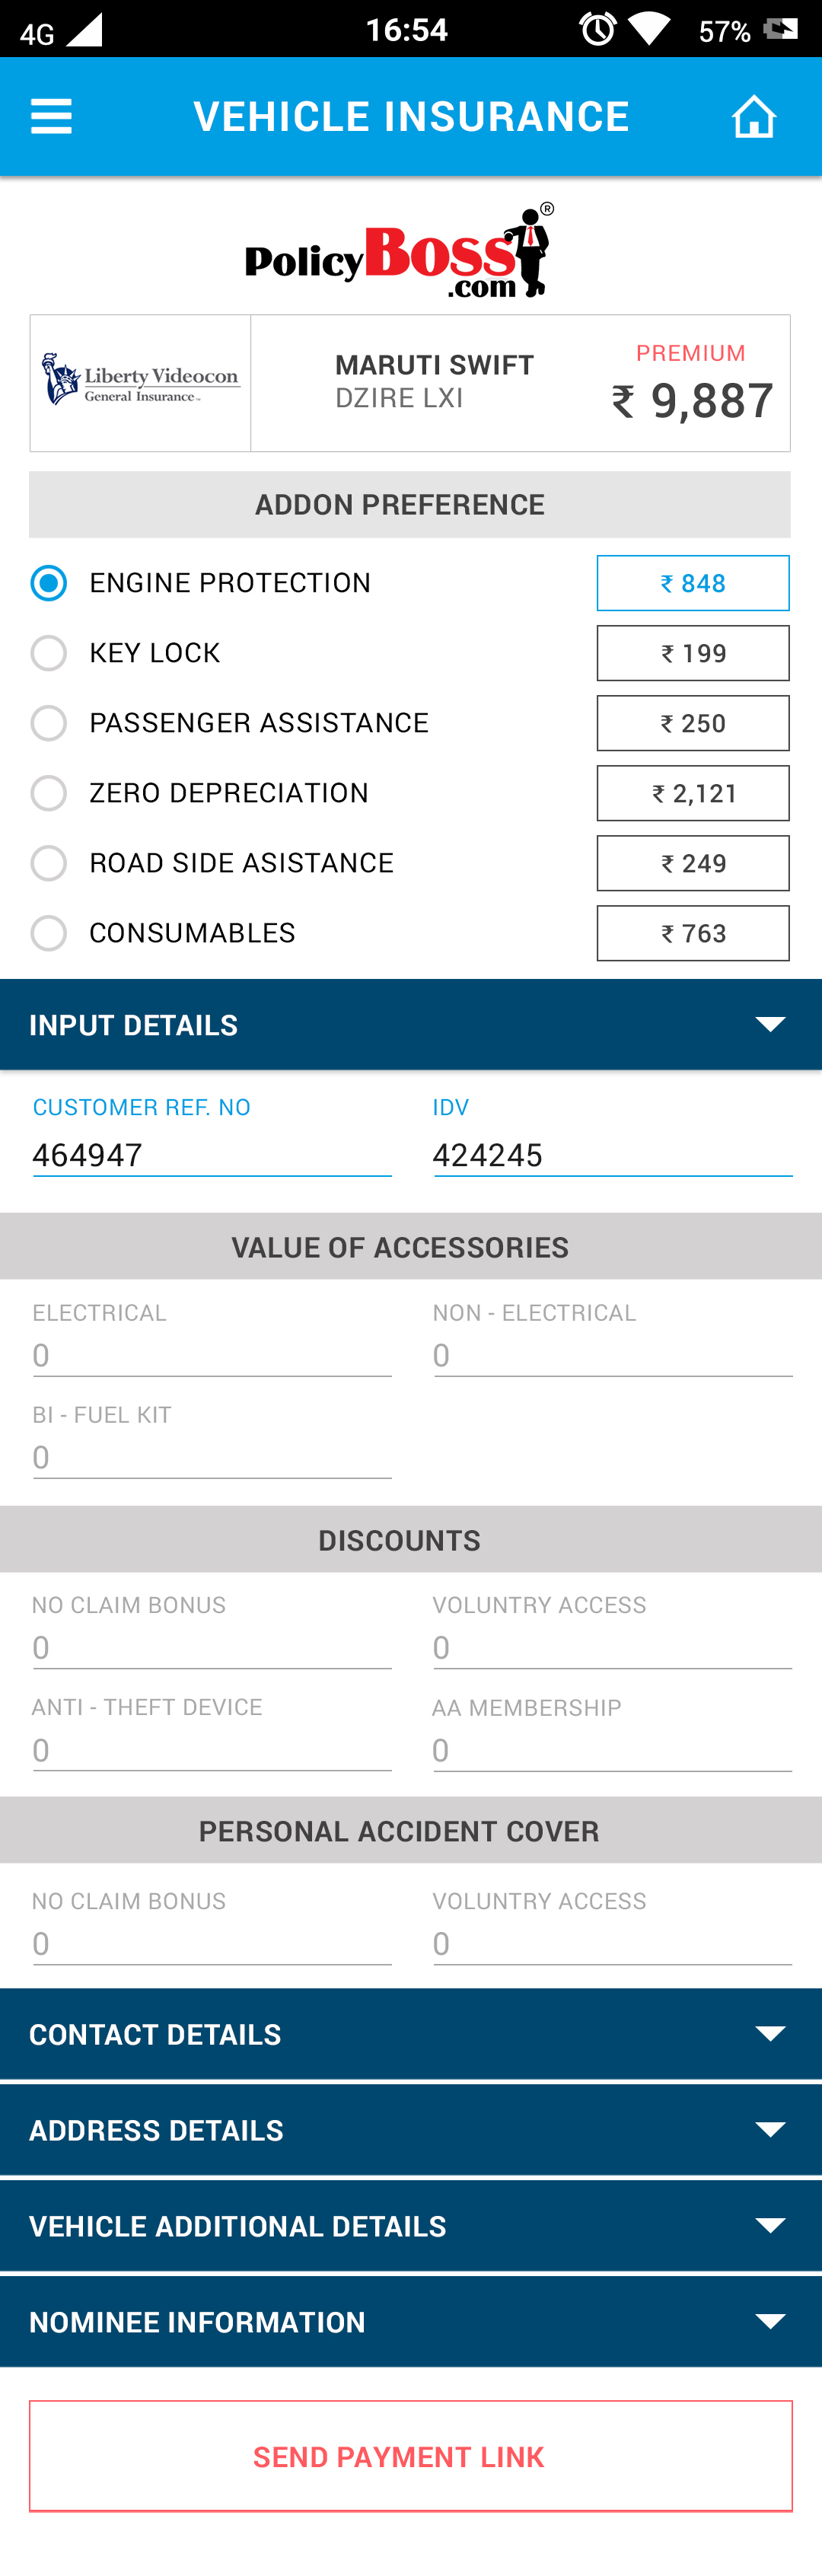 4G 16:54 57%
VEHICLE INSURANCE
PolicyBoss®
.com
Liberty Videocon
General Insurance™
MARUTI SWIFT
DZIRE LXI
PREMIUM
₹ 9,887
ADDON PREFERENCE
ENGINE PROTECTION ₹ 848
KEY LOCK ₹ 199
PASSENGER ASSISTANCE ₹ 250
ZERO DEPRECIATION ₹ 2,121
ROAD SIDE ASISTANCE ₹ 249
CONSUMABLES ₹ 763
INPUT DETAILS
CUSTOMER REF. NO IDV
464947 424245
VALUE OF ACCESSORIES
ELECTRICAL NON - ELECTRICAL
0 0
BI - FUEL KIT
0
DISCOUNTS
NO CLAIM BONUS VOLUNTRY ACCESS
0 0
ANTI - THEFT DEVICE AA MEMBERSHIP
0 0
PERSONAL ACCIDENT COVER
NO CLAIM BONUS VOLUNTRY ACCESS
0 0
CONTACT DETAILS
ADDRESS DETAILS
VEHICLE ADDITIONAL DETAILS
NOMINEE INFORMATION
SEND PAYMENT LINK